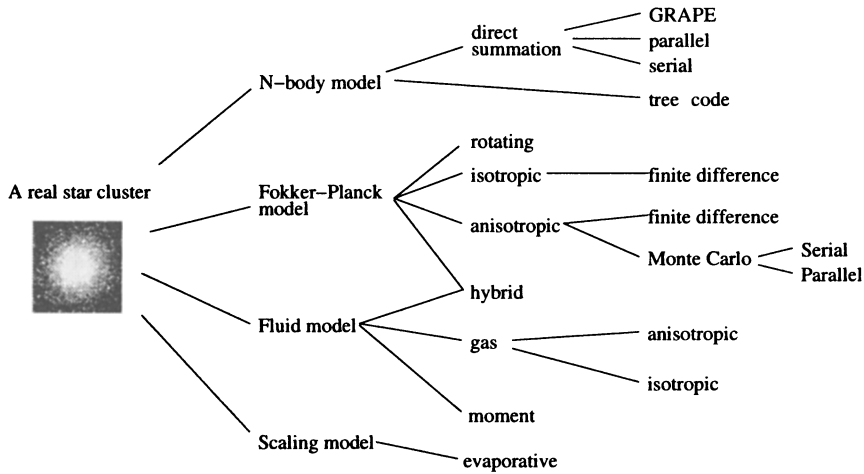 GRAPE
direct
summation
parallel
serial
N-body model
tree code
rotating
A real star cluster
Fokker-Planck
model
isotropic
finite difference
anisotropic
finite difference
Monte Carlo
Serial
Parallel
hybrid
Fluid model
gas
anisotropic
isotropic
moment
Scaling model
evaporative